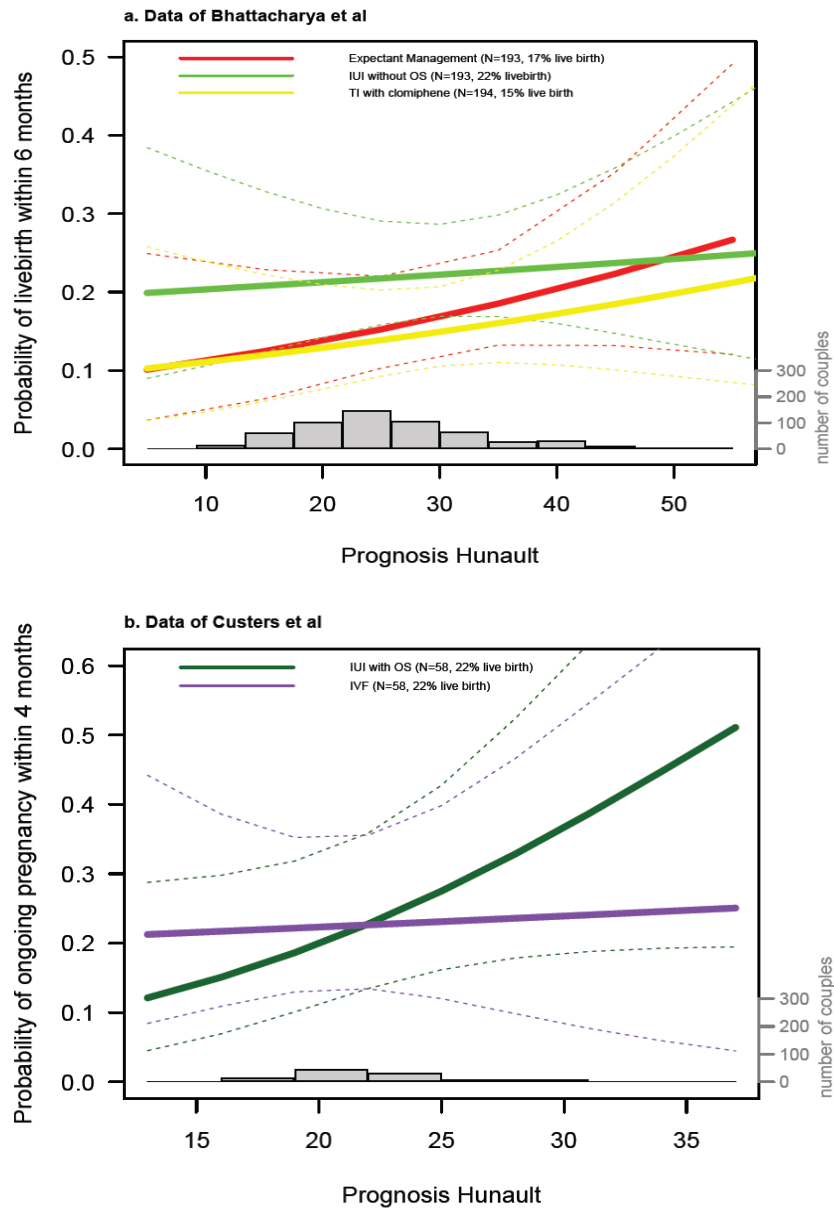 a. Data of Bhattacharya et al
Expectant Management (N=193, 17% live birth)
IUI without OS (N=193, 22% livebirth)
TI with clomiphene (N=194, 15% live birth
Probability of livebirth within 6 months
0.5
0.4
0.3
0.2
0.1
0.0
300
200
100
0
number of couples
10 20 30 40 50
Prognosis Hunault
b. Data of Custers et al
IUI with OS (N=58, 22% live birth)
IVF (N=58, 22% live birth)
Probability of ongoing pregnancy within 4 months
0.6
0.5
0.4
0.3
0.2
0.1
0.0
300
200
100
0
number of couples
15 20 25 30 35
Prognosis Hunault